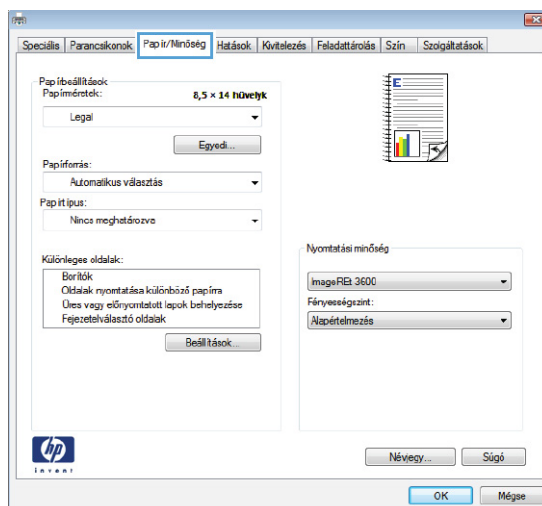 Speciális Parancsikonok Papír/Minőség Hatások Kivitelezés Feladattárolás Szín Szolgáltatások
Papírbeállítások
Papírméretek: 8,5 × 14 hüvelyk
Legal
Egyedi...
Papírforrás:
Automatikus választás
Papírtípus:
Nincs meghatározva
Különleges oldalak:
Borítók
Oldalak nyomtatása különböző papírra
Üres vagy előnyomtatott lapok behelyezése
Fejezetelválasztó oldalak
Beállítások...
E
Nyomtatási minőség
ImageREt 3600
Fényességszint:
Alapértelmezés
hp
invent
Névjegy... Súgó
OK Mégse